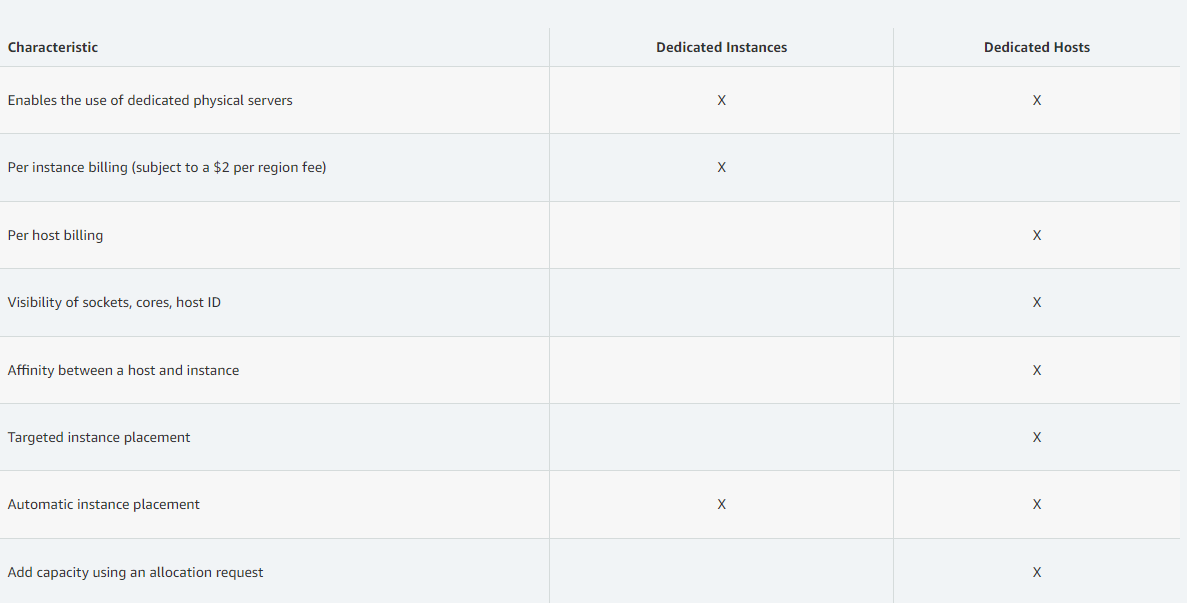 Characteristic Dedicated Instances Dedicated Hosts
Enables the use of dedicated physical servers X X
Per instance billing (subject to a $2 per region fee) X
Per host billing X
Visibility of sockets, cores, host ID X
Affinity between a host and instance X
Targeted instance placement X
Automatic instance placement X X
Add capacity using an allocation request X